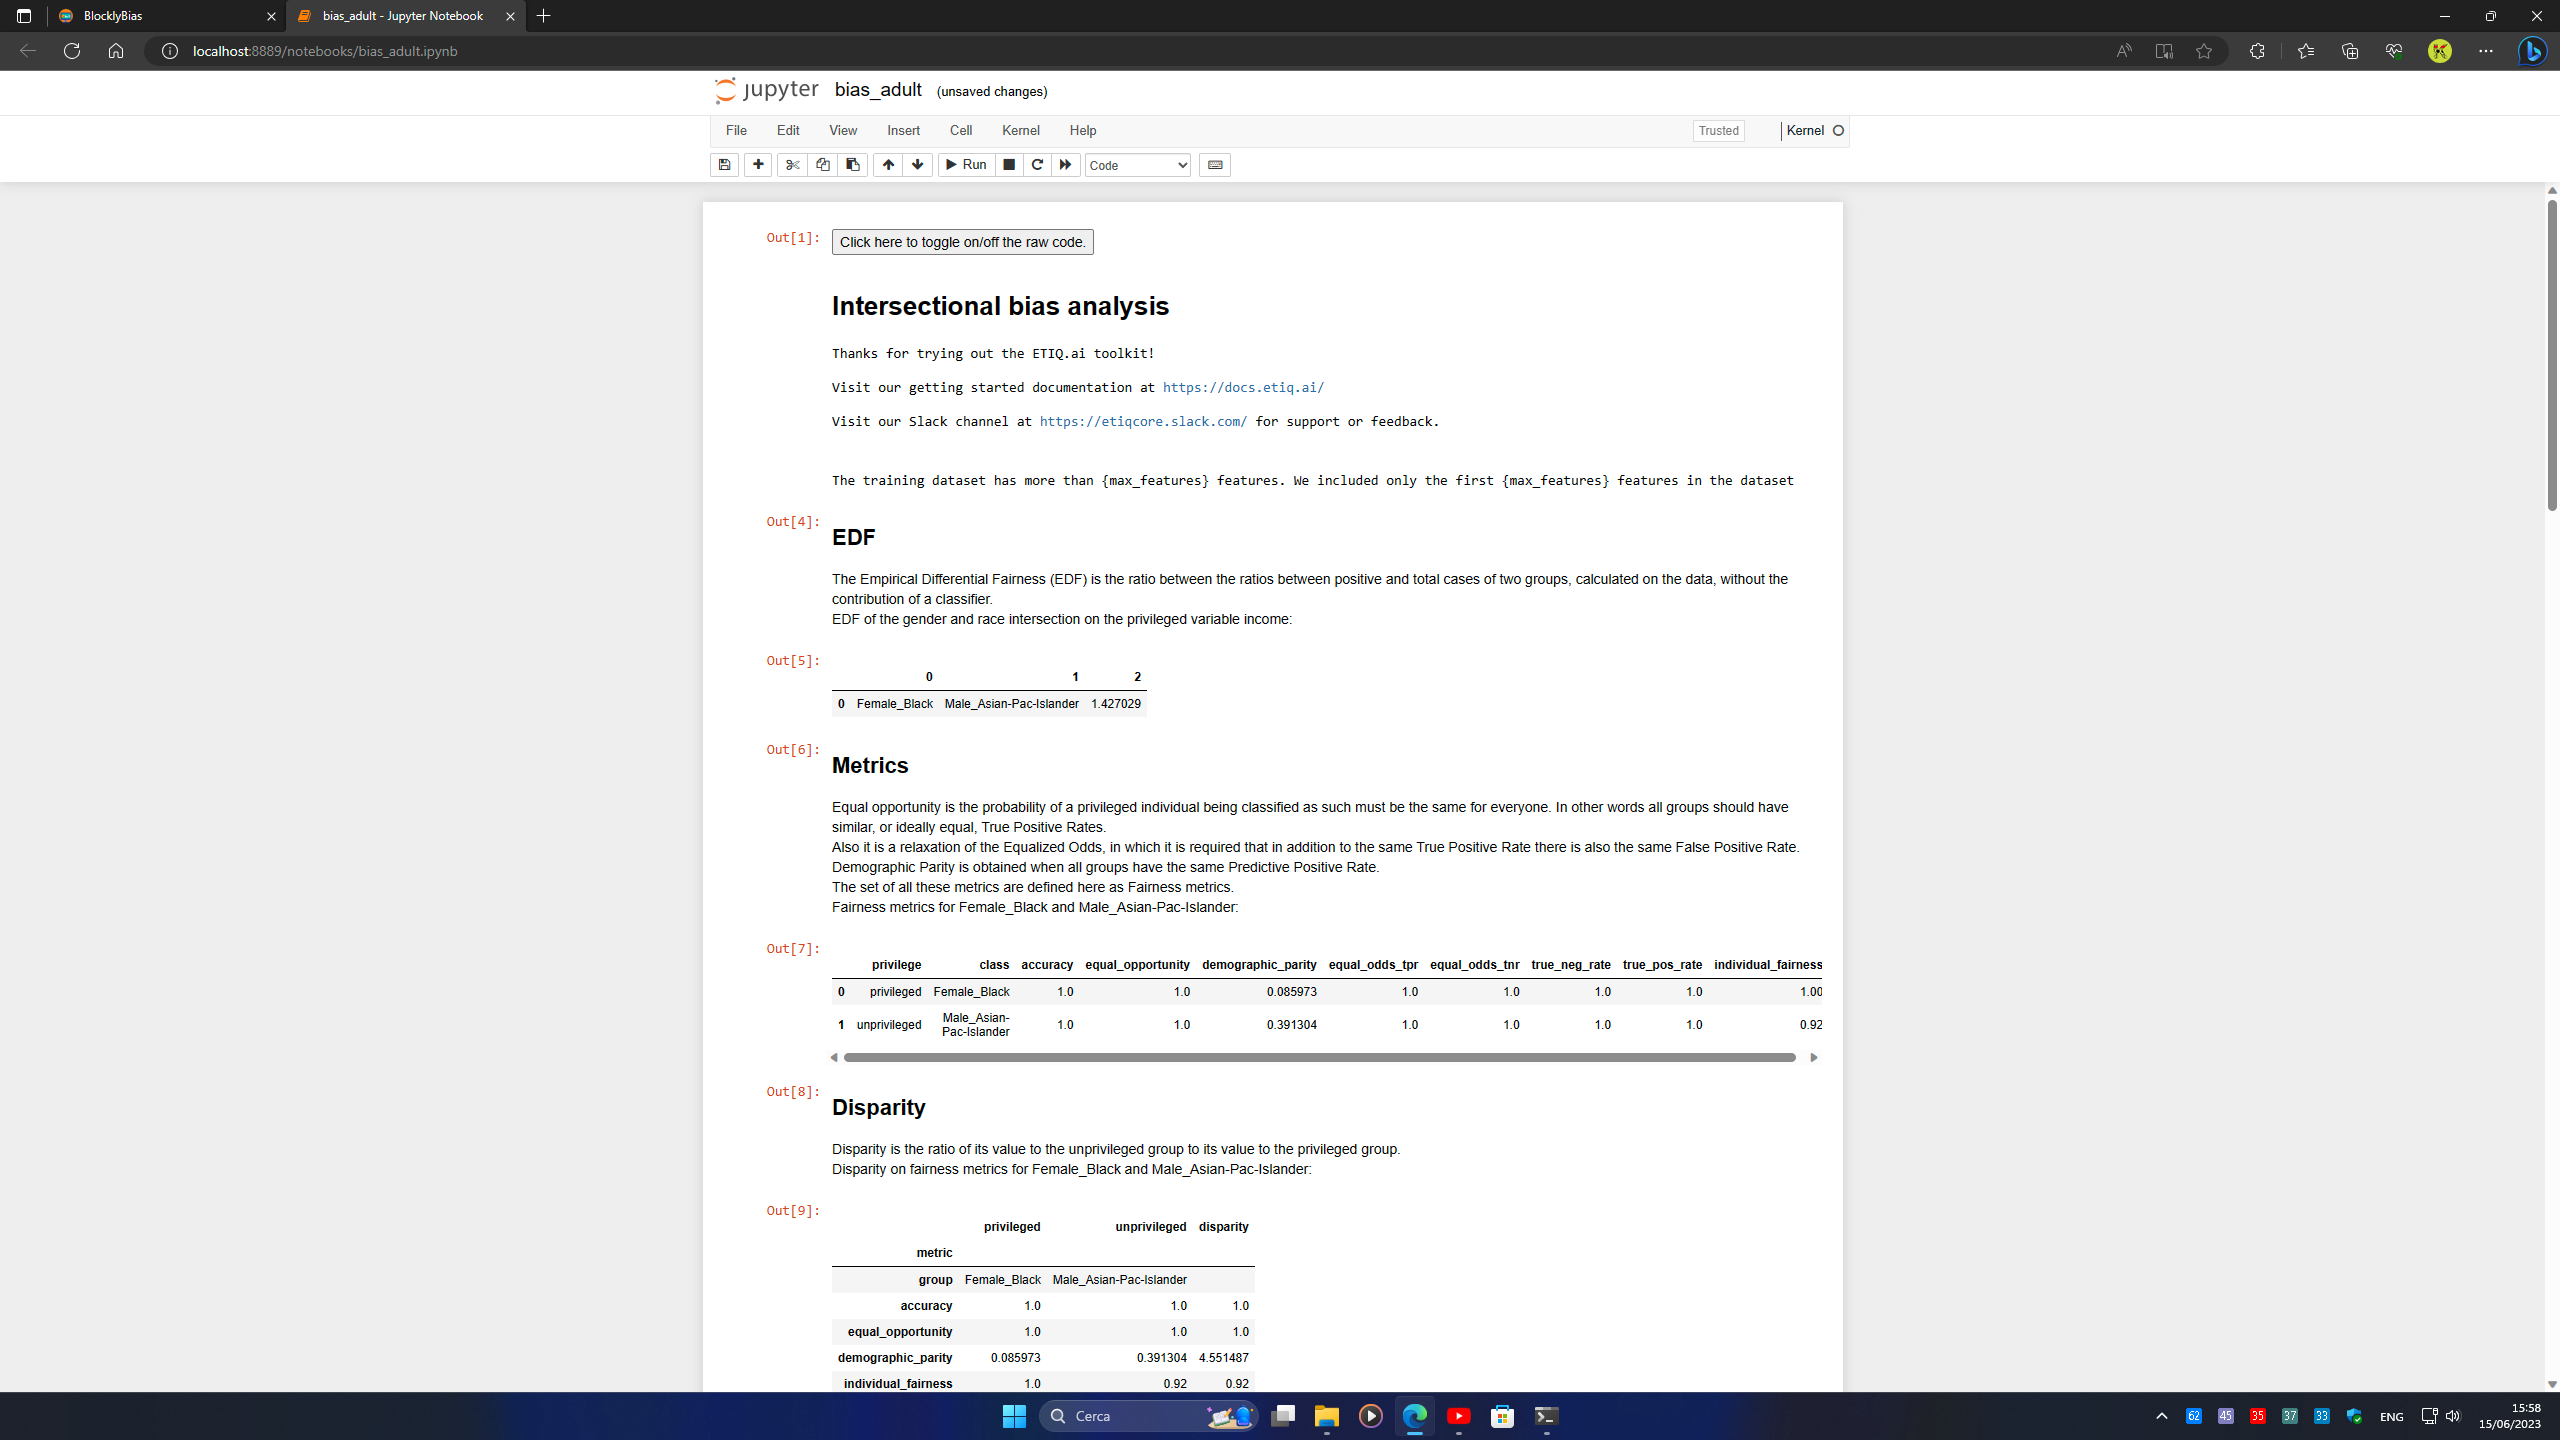 BlocklyBias
bias_adult - Jupyter Notebook
localhost:8889/notebooks/bias_adult.ipynb
jupyter bias_adult (unsaved changes)
File Edit View Insert Cell Kernel Help Trusted Kernel
Run Code
Out[1]: Click here to toggle on/off the raw code.
Intersectional bias analysis
Thanks for trying out the ETIQ.ai toolkit!
Visit our getting started documentation at https://docs.etiq.ai/
Visit our Slack channel at https://etiqcore.slack.com/ for support or feedback.
The training dataset has more than {max_features} features. We included only the first {max_features} features in the dataset
Out[4]:
EDF
The Empirical Differential Fairness (EDF) is the ratio between the ratios between positive and total cases of two groups, calculated on the data, without the
contribution of a classifier.
EDF of the gender and race intersection on the privileged variable income:
Out[5]:
0 1 2
0 Female_Black Male_Asian-Pac-Islander 1.427029
Out[6]:
Metrics
Equal opportunity is the probability of a privileged individual being classified as such must be the same for everyone. In other words all groups should have
similar, or ideally equal, True Positive Rates.
Also it is a relaxation of the Equalized Odds, in which it is required that in addition to the same True Positive Rate there is also the same False Positive Rate.
Demographic Parity is obtained when all groups have the same Predictive Positive Rate.
The set of all these metrics are defined here as Fairness metrics.
Fairness metrics for Female_Black and Male_Asian-Pac-Islander:
Out[7]:
privilege class accuracy equal_opportunity demographic_parity equal_odds_tpr equal_odds_tnr true_neg_rate true_pos_rate individual_fairness
0 privileged Female_Black 1.0 1.0 0.085973 1.0 1.0 1.0 1.0 1.00
1 unprivileged Male_Asian-
Pac-Islander 1.0 1.0 0.391304 1.0 1.0 1.0 1.0 0.92
Out[8]:
Disparity
Disparity is the ratio of its value to the unprivileged group to its value to the privileged group.
Disparity on fairness metrics for Female_Black and Male_Asian-Pac-Islander:
Out[9]:
privileged unprivileged disparity
metric
group Female_Black Male_Asian-Pac-Islander
accuracy 1.0 1.0 1.0
equal_opportunity 1.0 1.0 1.0
demographic_parity 0.085973 0.391304 4.551487
individual_fairness 1.0 0.92 0.92
Cerca
62 45 35 37 33 ENG
15:58
15/06/2023